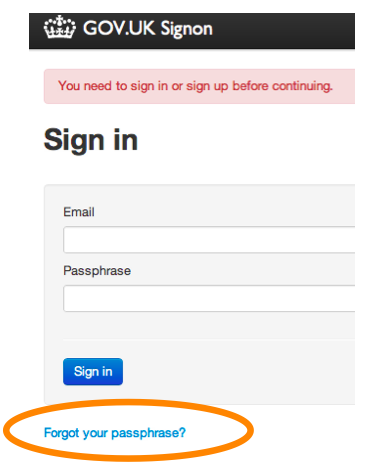 GOV.UK Signon
You need to sign in or sign up before continuing.
Sign in
Email
Passphrase
Sign in
Forgot your passphrase?